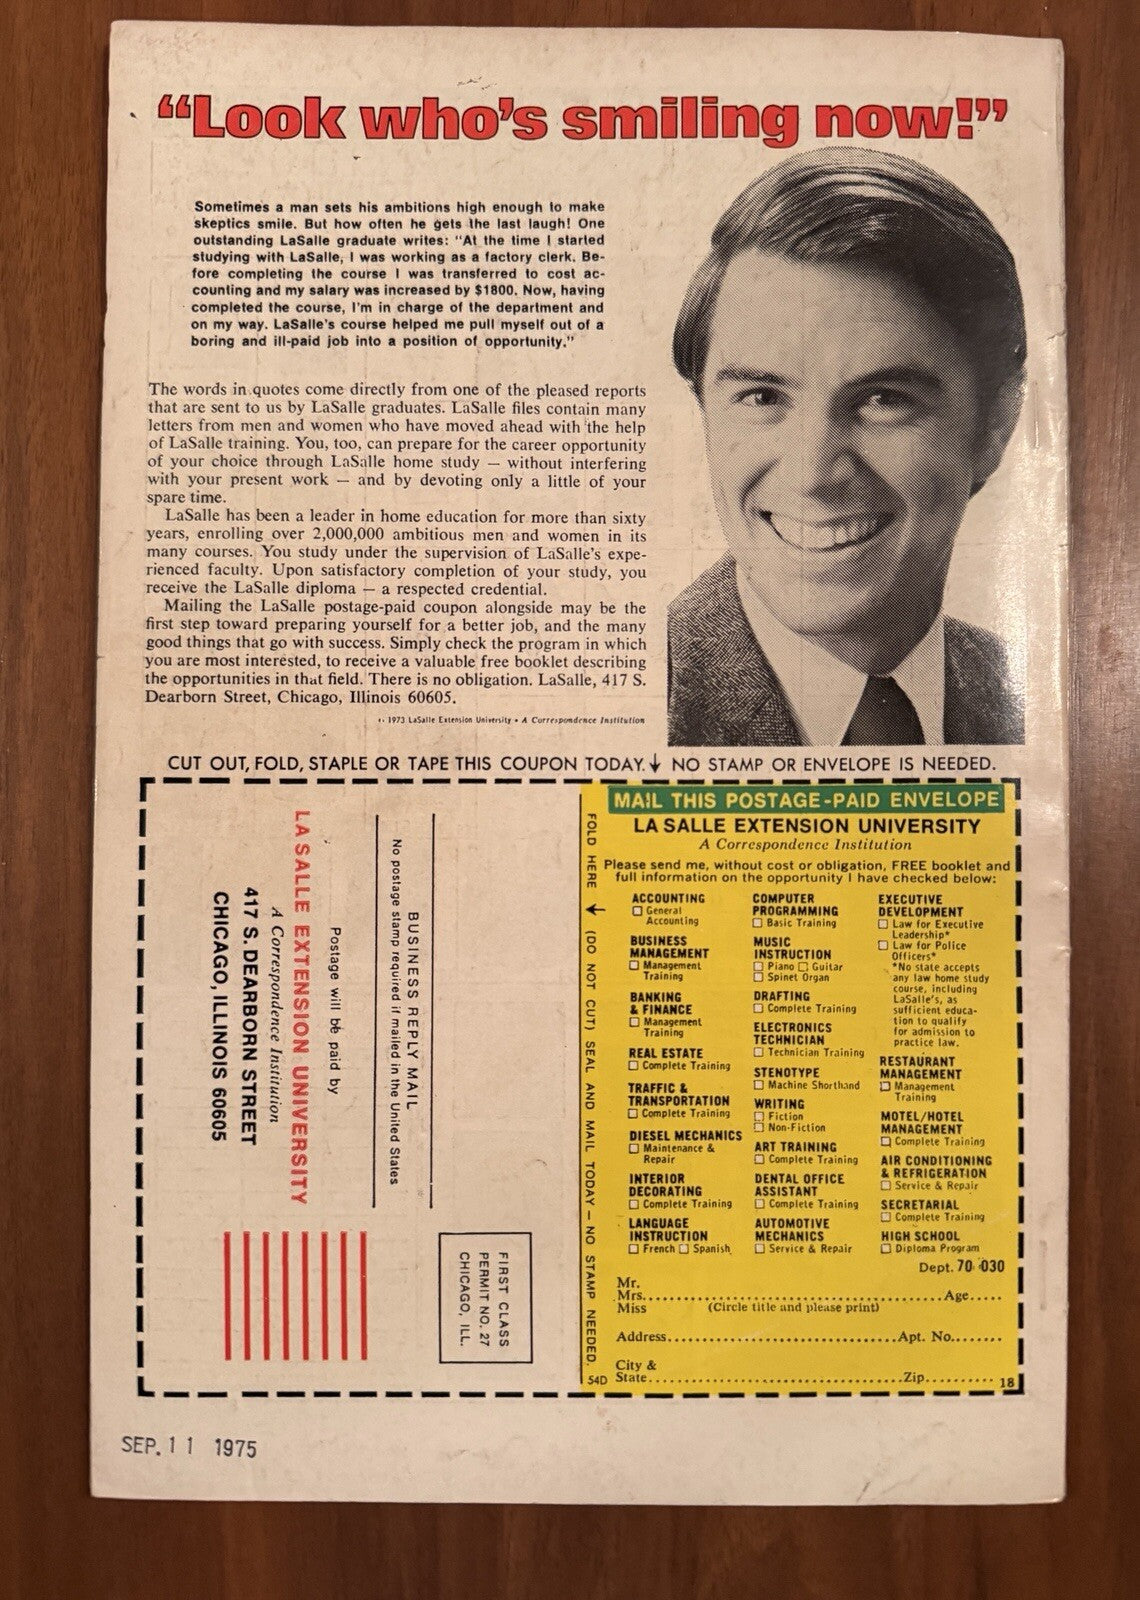 “Look who’s smiling now!”
Sometimes a man sets his ambitions high enough to make
skeptics smile. But how often he gets the last laugh! One
outstanding LaSalle graduate writes: “At the time I started
studying with LaSalle, I was working as a factory clerk. Be-
fore completing the course I was transferred to cost ac-
counting and my salary was increased by $1800. Now, having
completed the course, I’m in charge of the department and
on my way. LaSalle’s course helped me pull myself out of a
boring and ill-paid job into a position of opportunity.”
The words in quotes come directly from one of the pleased reports
that are sent to us by LaSalle graduates. LaSalle files contain many
letters from men and women who have moved ahead with the help
of LaSalle training. You, too, can prepare for the career opportunity
of your choice through LaSalle home study — without interfering
with your present work — and by devoting only a little of your
spare time.
LaSalle has been a leader in home education for more than sixty
years, enrolling over 2,000,000 ambitious men and women in its
many courses. You study under the supervision of LaSalle’s expe-
rienced faculty. Upon satisfactory completion of your study, you
receive the LaSalle diploma — a respected credential.
Mailing the LaSalle postage-paid coupon alongside may be the
first step toward preparing yourself for a better job, and the many
good things that go with success. Simply check the program in which
you are most interested, to receive a valuable free booklet describing
the opportunities in that field. There is no obligation. LaSalle, 417 S.
Dearborn Street, Chicago, Illinois 60605.
1973 LaSalle Extension University • A Correspondence Institution
CUT OUT, FOLD, STAPLE OR TAPE THIS COUPON TODAY. ↓ NO STAMP OR ENVELOPE IS NEEDED.
FIRST CLASS
PERMIT NO. 27
CHICAGO, ILL.
BUSINESS REPLY MAIL
No postage stamp required if mailed in the United States
Postage will be paid by
LA SALLE EXTENSION UNIVERSITY
A Correspondence Institution
417 S. DEARBORN STREET
CHICAGO, ILLINOIS 60605
FOLD HERE ↓ (DO NOT CUT) SEAL AND MAIL TODAY — NO STAMP NEEDED.
54D
MAIL THIS POSTAGE-PAID ENVELOPE
LA SALLE EXTENSION UNIVERSITY
A Correspondence Institution
Please send me, without cost or obligation, FREE booklet and
full information on the opportunity I have checked below:
ACCOUNTING
☐ General
Accounting
BUSINESS
MANAGEMENT
☐ Management
Training
BANKING
& FINANCE
☐ Management
Training
REAL ESTATE
☐ Complete Training
TRAFFIC &
TRANSPORTATION
☐ Complete Training
DIESEL MECHANICS
☐ Maintenance &
Repair
INTERIOR
DECORATING
☐ Complete Training
LANGUAGE
INSTRUCTION
☐ French ☐ Spanish
COMPUTER
PROGRAMMING
☐ Basic Training
MUSIC
INSTRUCTION
☐ Piano ☐ Guitar
☐ Spinet Organ
DRAFTING
☐ Complete Training
ELECTRONICS
TECHNICIAN
☐ Technician Training
STENOTYPE
☐ Machine Shorthand
WRITING
☐ Fiction
☐ Non-Fiction
ART TRAINING
☐ Complete Training
DENTAL OFFICE
ASSISTANT
☐ Complete Training
AUTOMOTIVE
MECHANICS
☐ Service & Repair
EXECUTIVE
DEVELOPMENT
☐ Law for Executive
Leadership*
☐ Law for Police
Officers*
*No state accepts
any law home study
course, including
LaSalle’s, as
sufficient educa-
tion to qualify
for admission to
practice law.
RESTAURANT
MANAGEMENT
☐ Management
Training
MOTEL/HOTEL
MANAGEMENT
☐ Complete Training
AIR CONDITIONING
& REFRIGERATION
☐ Service & Repair
SECRETARIAL
☐ Complete Training
HIGH SCHOOL
☐ Diploma Program
Dept. 70-030
Mr.
Mrs. Age
Miss (Circle title and please print)
Address Apt. No.
City &
State Zip
18
SEP. 11 1975